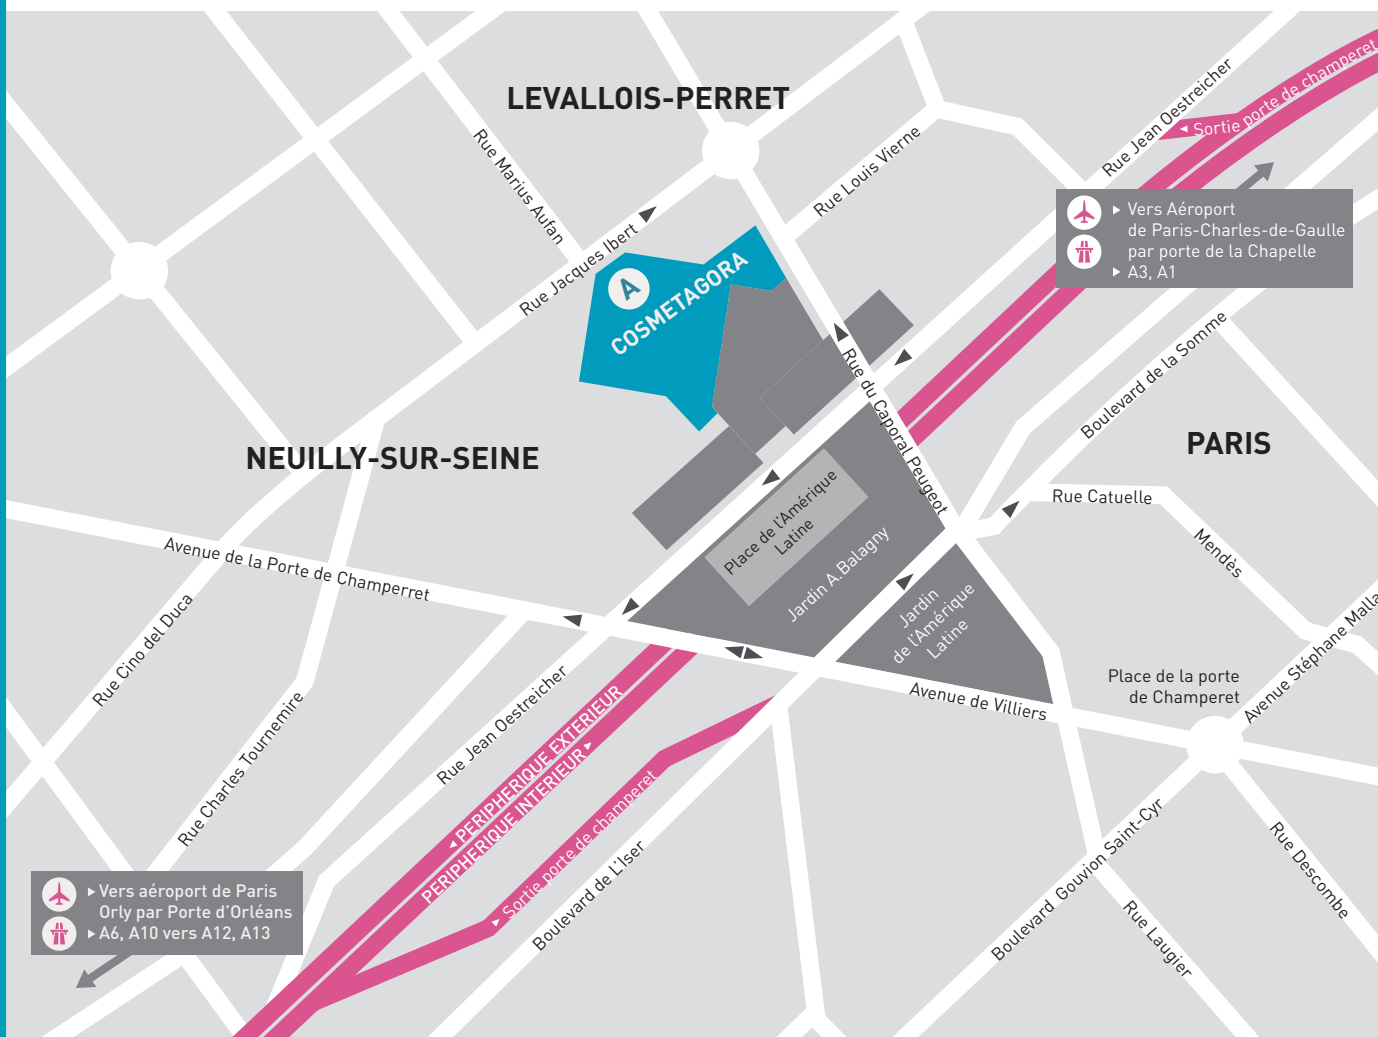 LEVALLOIS-PERRET
Rue Marius Aufan
Rue Jacques Ibert
Rue Louis Vierne
Rue Jean Oestreicher
Sortie porte de champeret
Vers Aéroport
de Paris-Charles-de-Gaulle
par porte de la Chapelle
A3, A1
A
COSMETAGORA
Rue du Caporal Peugeot
Boulevard de la Somme
PARIS
NEUILLY-SUR-SEINE
Rue Catuelle
Mendès
Place de l'Amérique
Latine
Jardin A.Balagny
Jardin
de l'Amérique
Latine
Avenue de la Porte de Champerret
Rue Cino del Duca
Rue Charles Tournemire
Rue Jean Oestreicher
PERIPHERIQUE EXTERIEUR
PERIPHERIQUE INTERIEUR
Sortie porte de champeret
Boulevard de L'Iser
Avenue de Villiers
Place de la porte
de Champeret
Avenue Stéphane Malla
Boulevard Gouvion Saint-Cyr
Rue Descombe
Rue Laugier
Vers aéroport de Paris
Orly par Porte d'Orléans
A6, A10 vers A12, A13